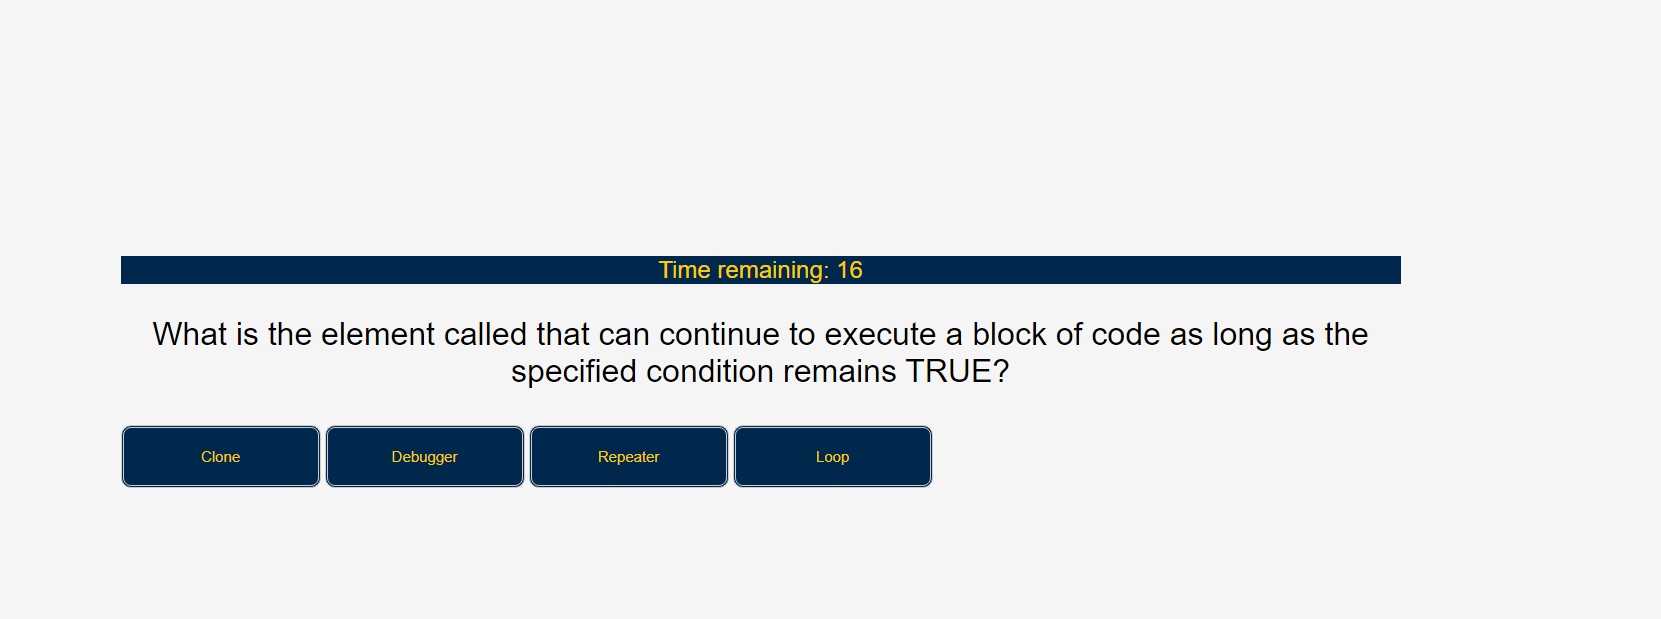 Time remaining: 16
What is the element called that can continue to execute a block of code as long as the
specified condition remains TRUE?
Clone
Debugger
Repeater
Loop